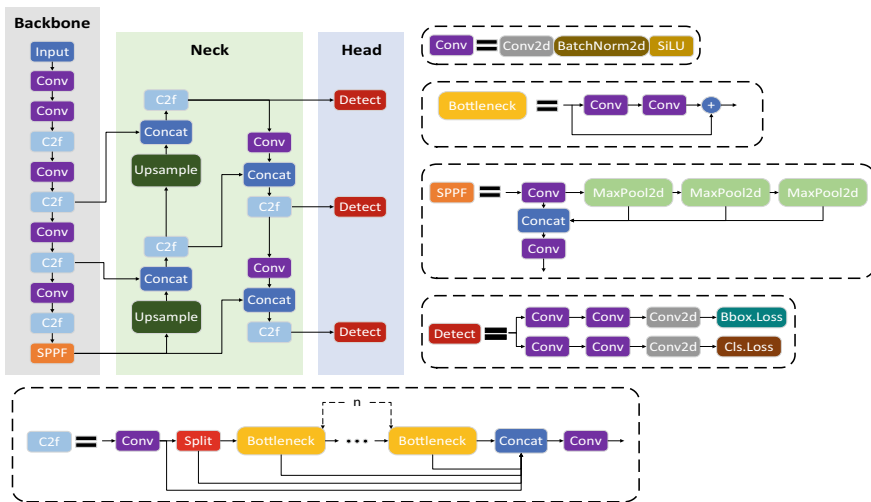 Backbone
Neck
Head
Input
Conv
Conv
C2f
Conv
C2f
Conv
C2f
Conv
C2f
SPPF
C2f
Concat
Upsample
C2f
Concat
Upsample
Conv
Concat
C2f
Conv
Concat
C2f
Detect
Detect
Detect
Conv = Conv2d BatchNorm2d SiLU
Bottleneck = Conv Conv +
SPPF = Conv MaxPool2d MaxPool2d MaxPool2d
Concat
Conv
Detect = Conv Conv Conv2d Bbox.Loss
Conv Conv Conv2d Cls.Loss
n
C2f = Conv Split Bottleneck ... Bottleneck Concat Conv